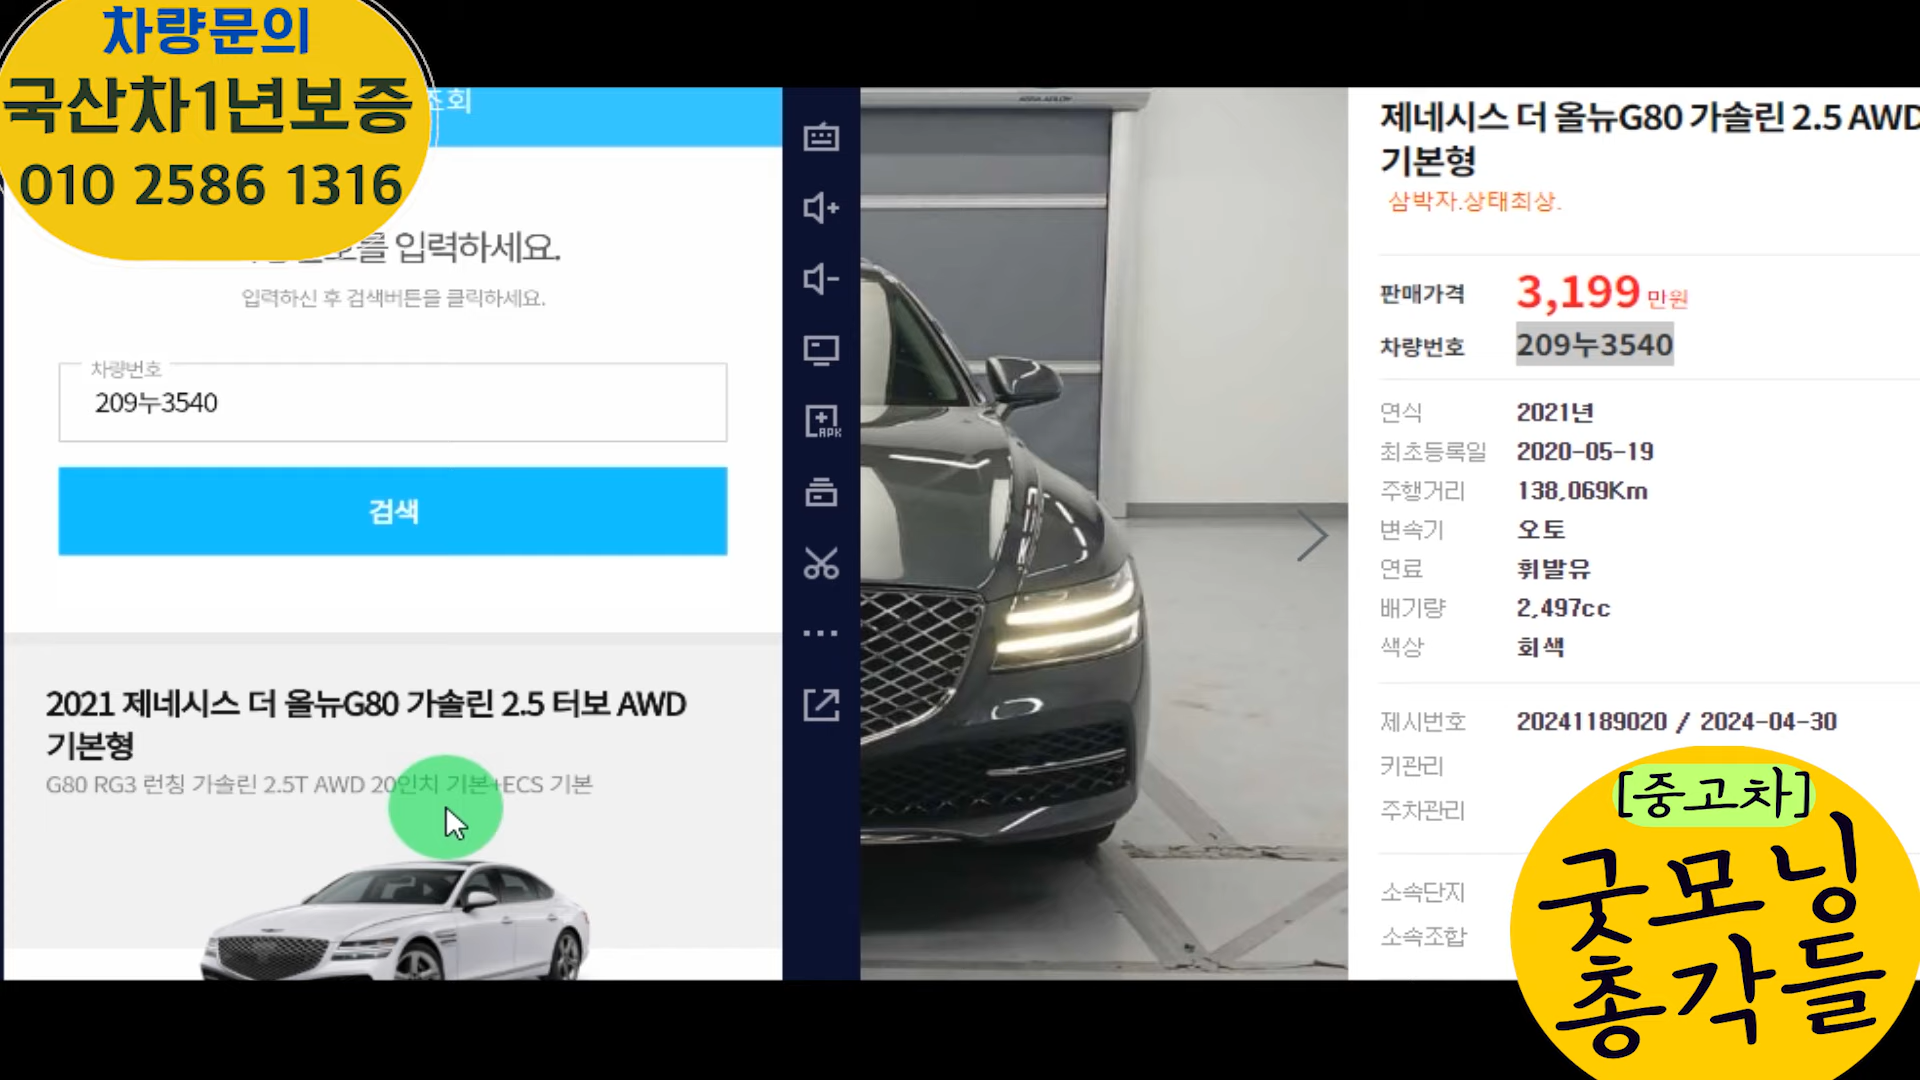 차량문의
국산차1년보증
010 2586 1316
조회
를 입력하세요.
입력하신 후 검색버튼을 클릭하세요.
차량번호
209누3540
검색
2021 제네시스 더 올뉴G80 가솔린 2.5 터보 AWD
기본형
G80 RG3 런칭 가솔린 2.5T AWD 20인치 기본+ECS 기본
APK
제네시스 더 올뉴G80 가솔린 2.5 AWD
기본형
삼박자.상태최상.
판매가격 3,199 만원
차량번호 209누3540
연식 2021년
최초등록일 2020-05-19
주행거리 138,069Km
변속기 오토
연료 휘발유
배기량 2,497cc
색상 회색
제시번호 20241189020 / 2024-04-30
키관리
주차관리
소속단지
소속조합
[중고차]
굿모닝
총각들